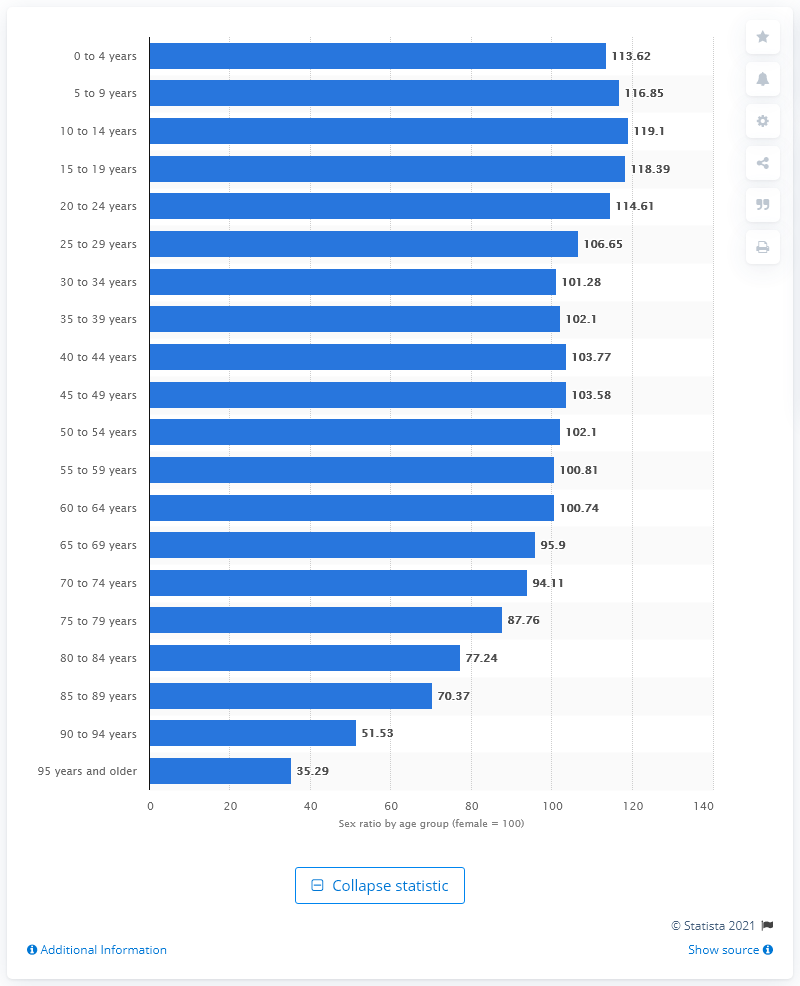 0 to 4 years 113.62
5 to 9 years 116.85
10 to 14 years 119.1
15 to 19 years 118.39
20 to 24 years 114.61
25 to 29 years 106.65
30 to 34 years 101.28
35 to 39 years 102.1
40 to 44 years 103.77
45 to 49 years 103.58
50 to 54 years 102.1
55 to 59 years 100.81
60 to 64 years 100.74
65 to 69 years 95.9
70 to 74 years 94.11
75 to 79 years 87.76
80 to 84 years 77.24
85 to 89 years 70.37
90 to 94 years 51.53
95 years and older 35.29
0 20 40 60 80 100 120 140
Sex ratio by age group (female = 100)
Collapse statistic
© Statista 2021
Additional Information Show source